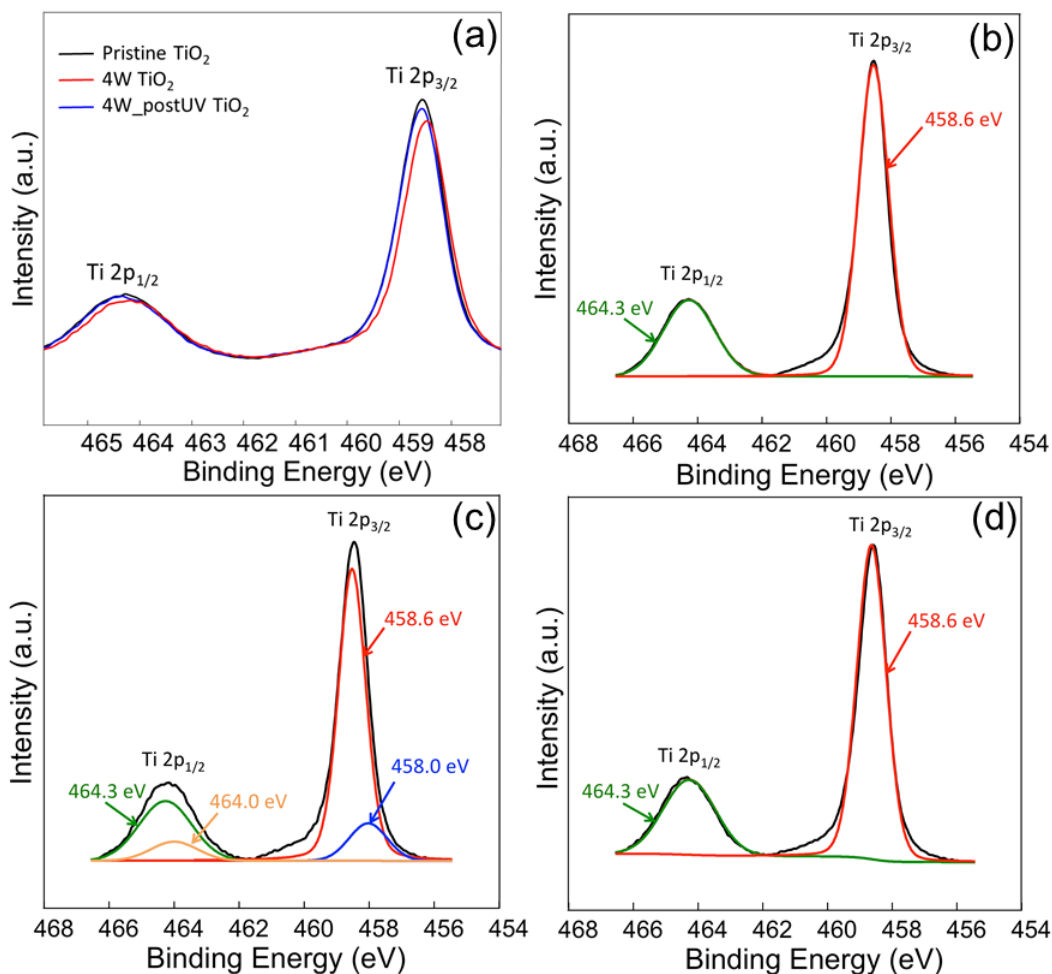 (a)
Pristine TiO₂
4W TiO₂
4W_postUV TiO₂
Ti 2p₃/₂
Ti 2p₁/₂
Intensity (a.u.)
465 464 463 462 461 460 459 458
Binding Energy (eV)
(b)
Ti 2p₃/₂
458.6 eV
Ti 2p₁/₂
464.3 eV
Intensity (a.u.)
468 466 464 462 460 458 456 454
Binding Energy (eV)
(c)
Ti 2p₃/₂
458.6 eV
Ti 2p₁/₂
464.3 eV
464.0 eV
458.0 eV
Intensity (a.u.)
468 466 464 462 460 458 456 454
Binding Energy (eV)
(d)
Ti 2p₃/₂
458.6 eV
Ti 2p₁/₂
464.3 eV
Intensity (a.u.)
468 466 464 462 460 458 456 454
Binding Energy (eV)